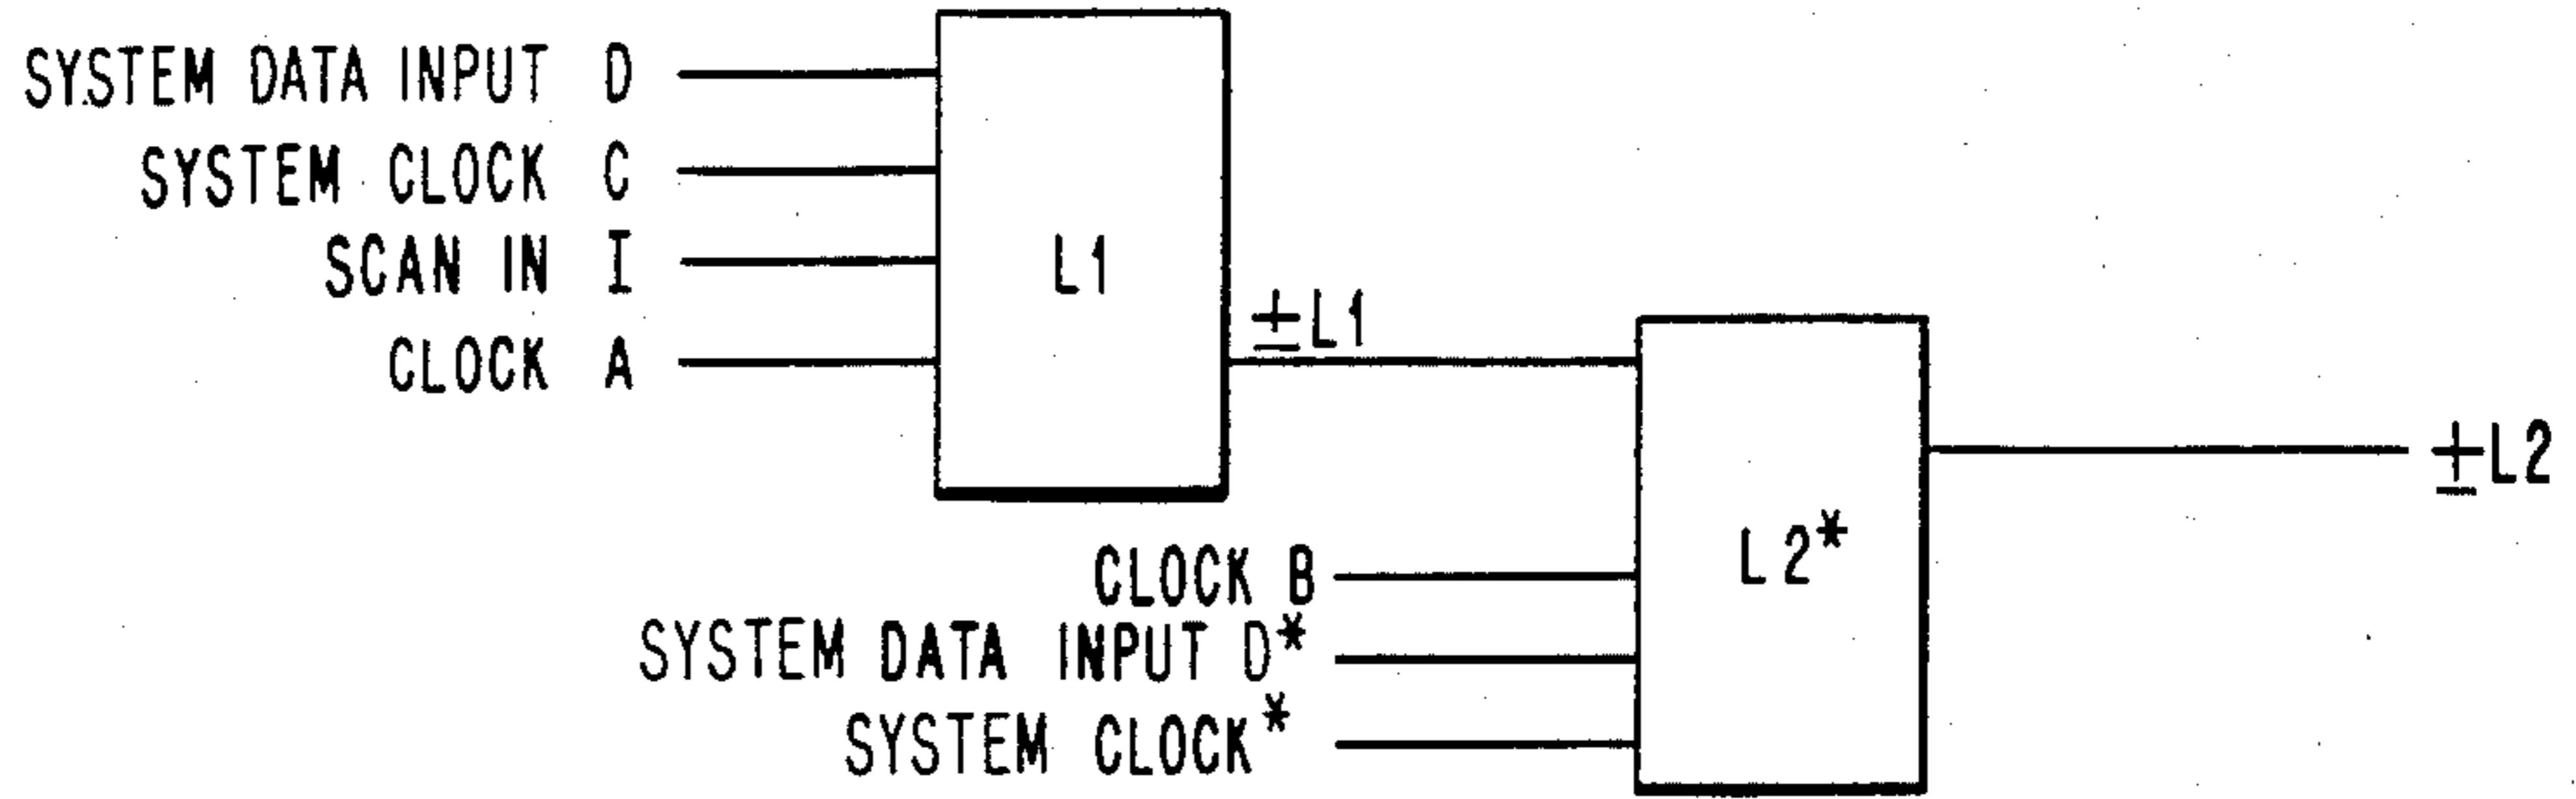 SYSTEM DATA INPUT D
SYSTEM CLOCK C
SCAN IN I
CLOCK A
L1
±L1
CLOCK B
SYSTEM DATA INPUT D*
SYSTEM CLOCK*
L2*
±L2